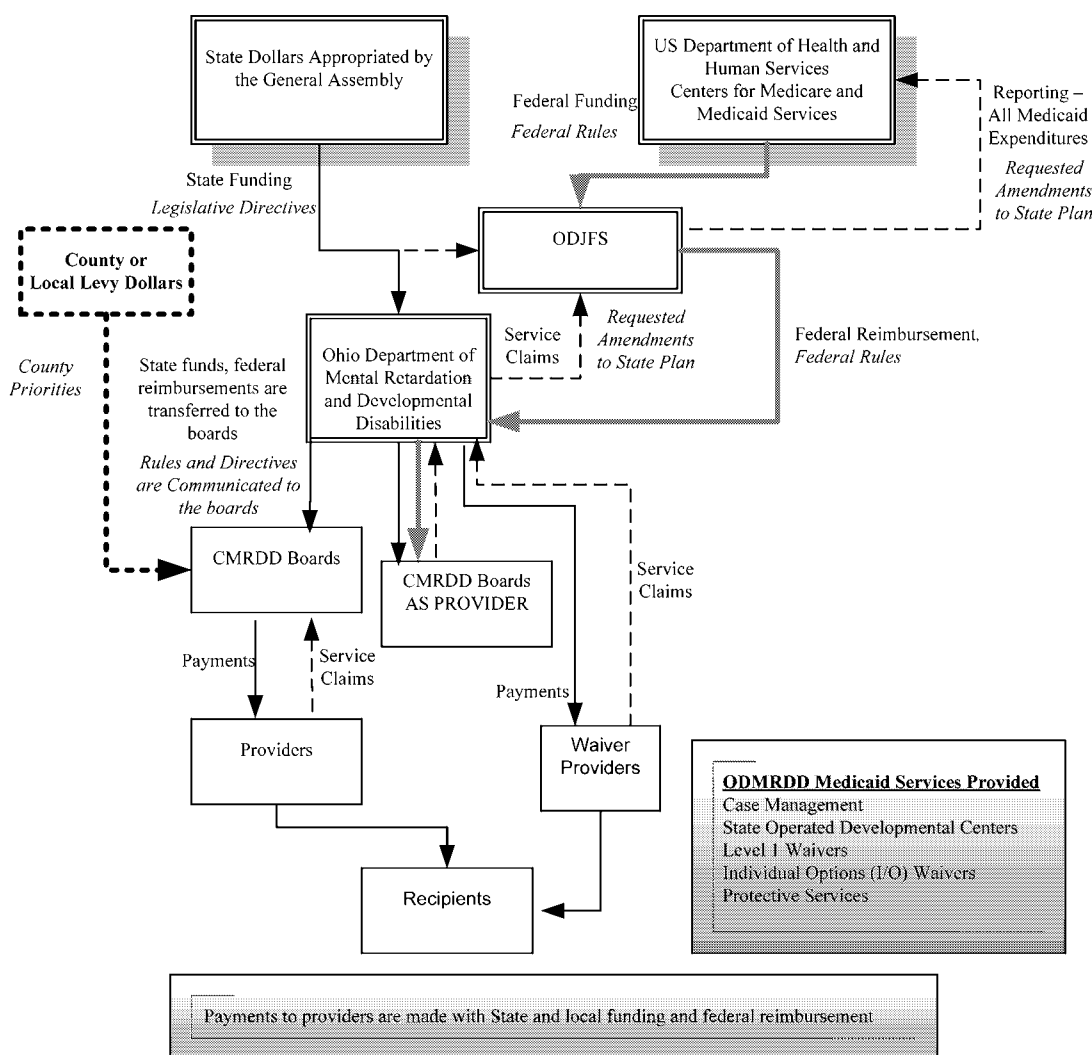 State Dollars Appropriated by
the General Assembly
US Department of Health and
Human Services
Centers for Medicare and
Medicaid Services
Federal Funding
Federal Rules
Reporting –
All Medicaid
Expenditures
Requested
Amendments
to State Plan
State Funding
Legislative Directives
ODJFS
County or
Local Levy Dollars
County
Priorities
State funds, federal
reimbursements are
transferred to the
boards
Rules and Directives
are Communicated to
the boards
Ohio Department of
Mental Retardation
and Developmental
Disabilities
Service
Claims
Requested
Amendments
to State Plan
Federal Reimbursement,
Federal Rules
CMRDD Boards
CMRDD Boards
AS PROVIDER
Service
Claims
Payments
Service
Claims
Payments
Providers
Waiver
Providers
Recipients
ODMRDD Medicaid Services Provided
Case Management
State Operated Developmental Centers
Level 1 Waivers
Individual Options (I/O) Waivers
Protective Services
Payments to providers are made with State and local funding and federal reimbursement